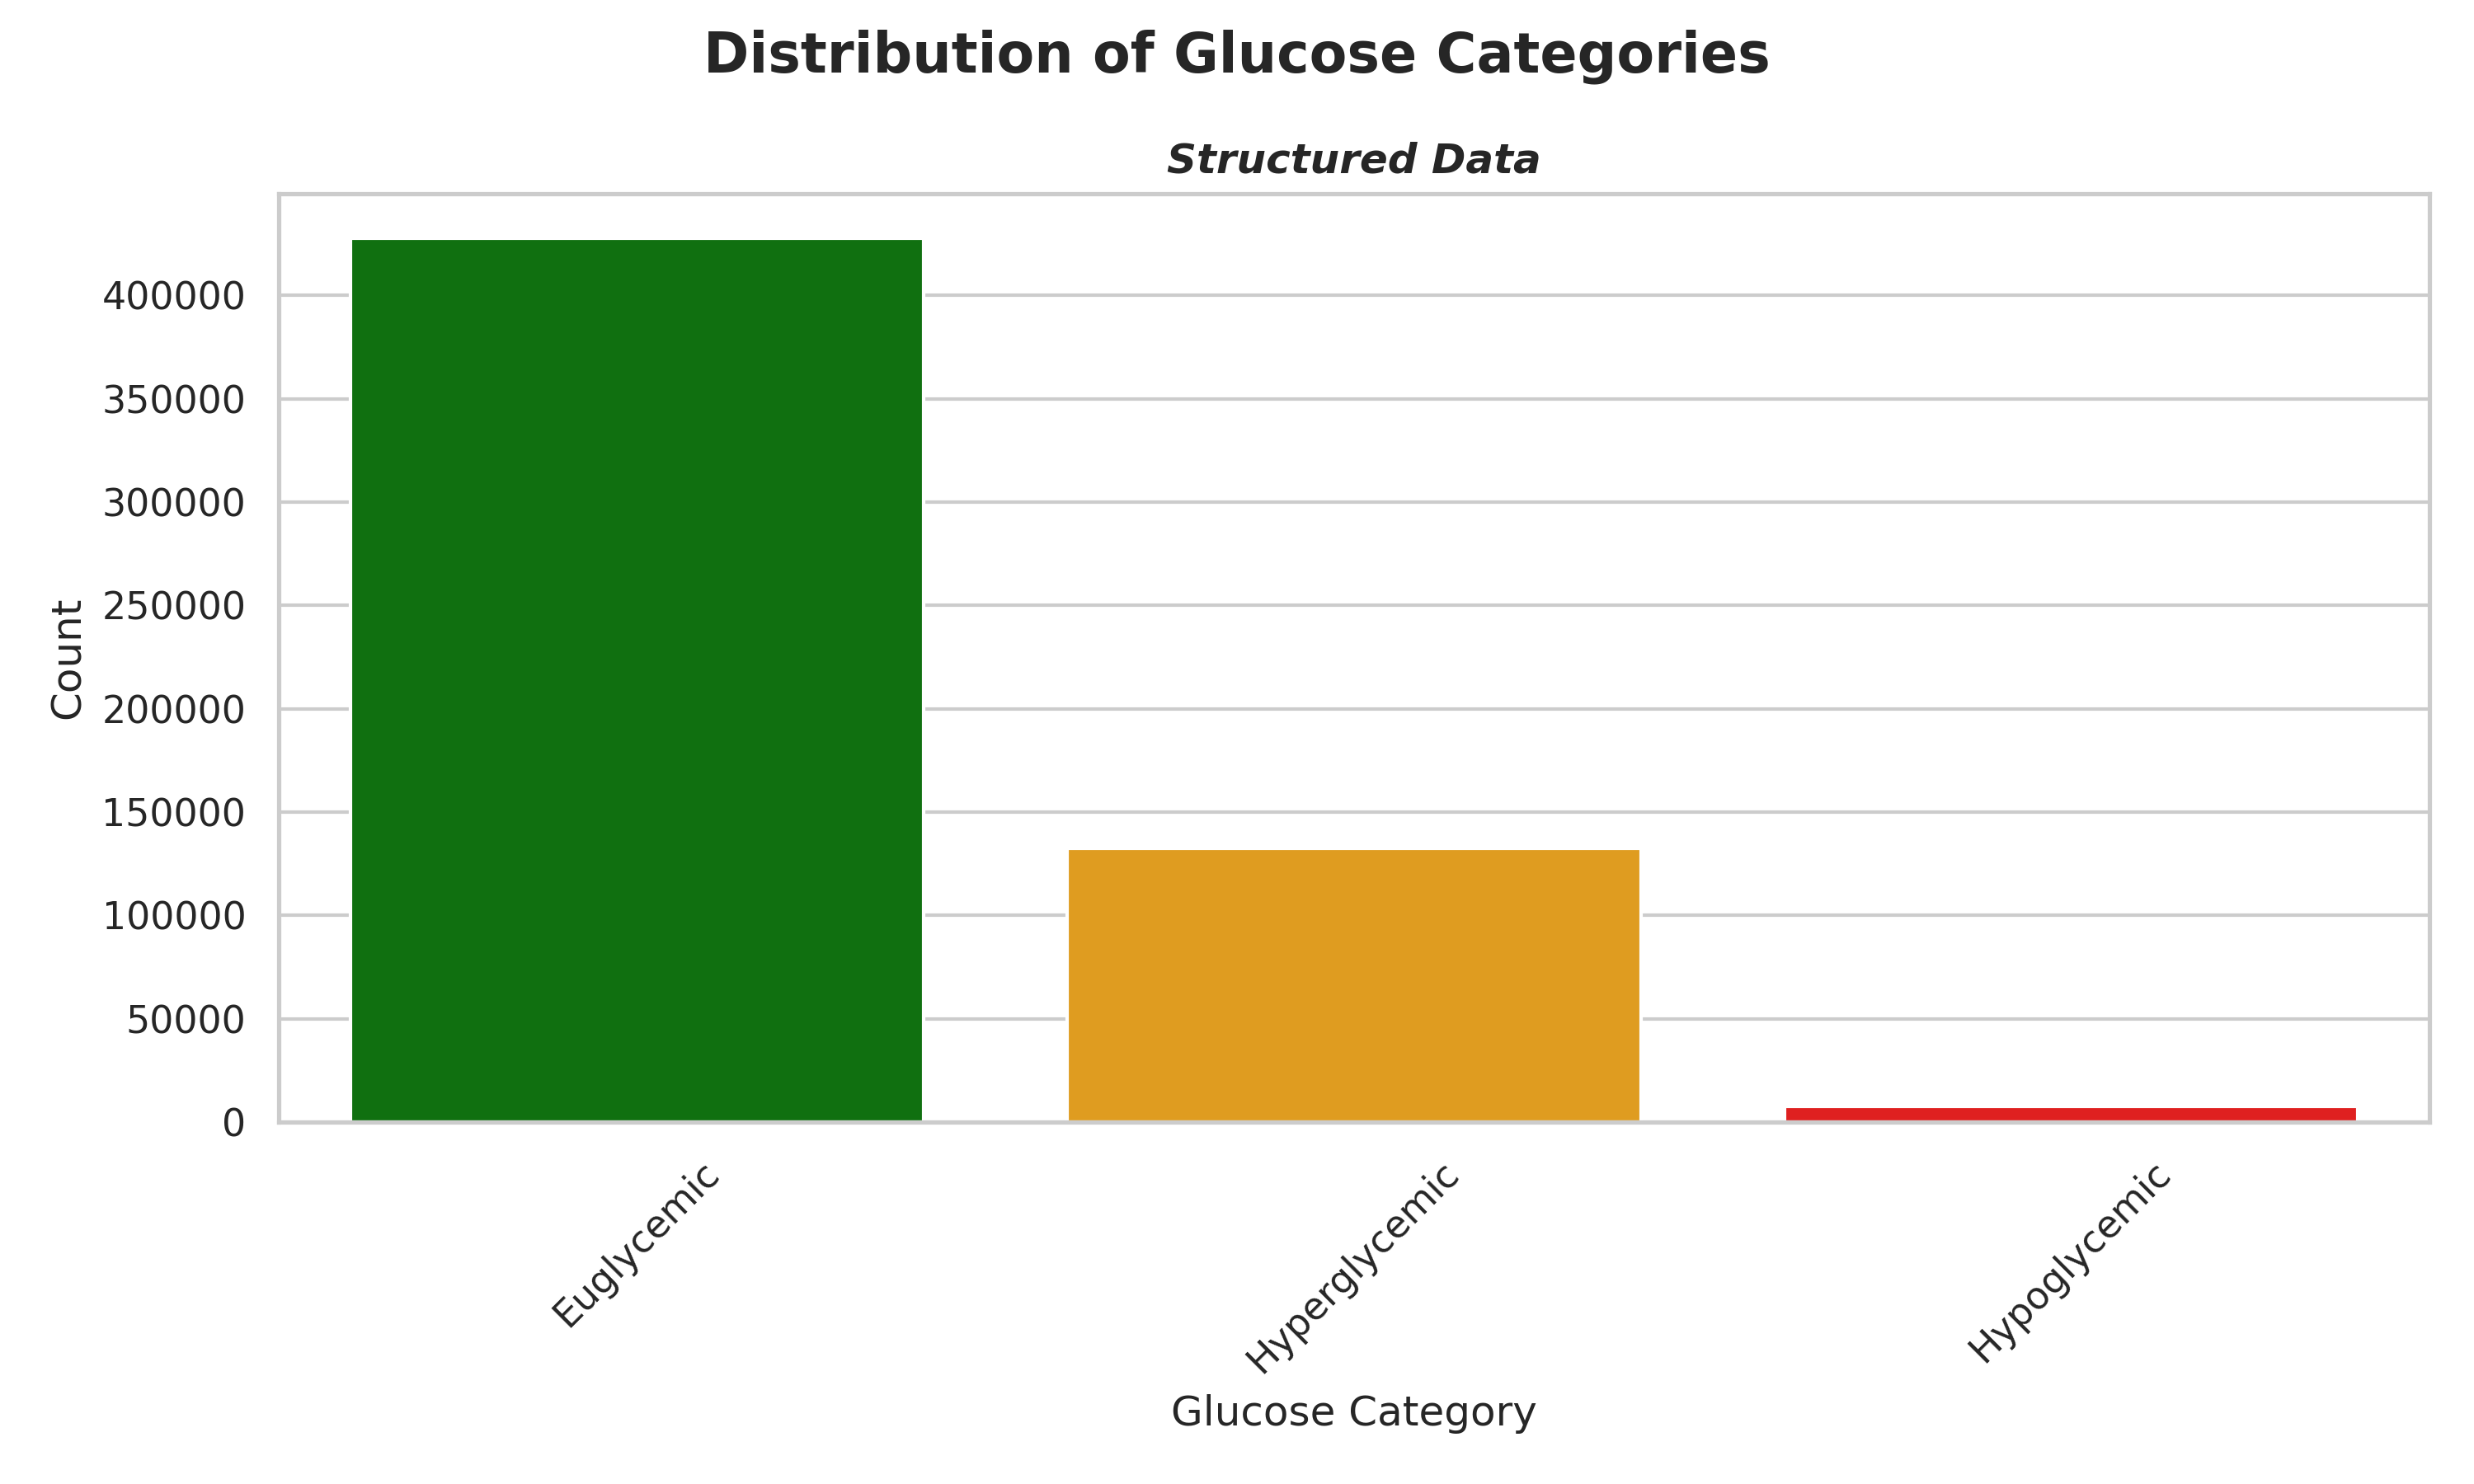 Distribution of Glucose Categories
Structured Data
400000
350000
300000
250000
200000
150000
100000
50000
0
Count
Euglycemic
Hyperglycemic
Hypoglycemic
Glucose Category